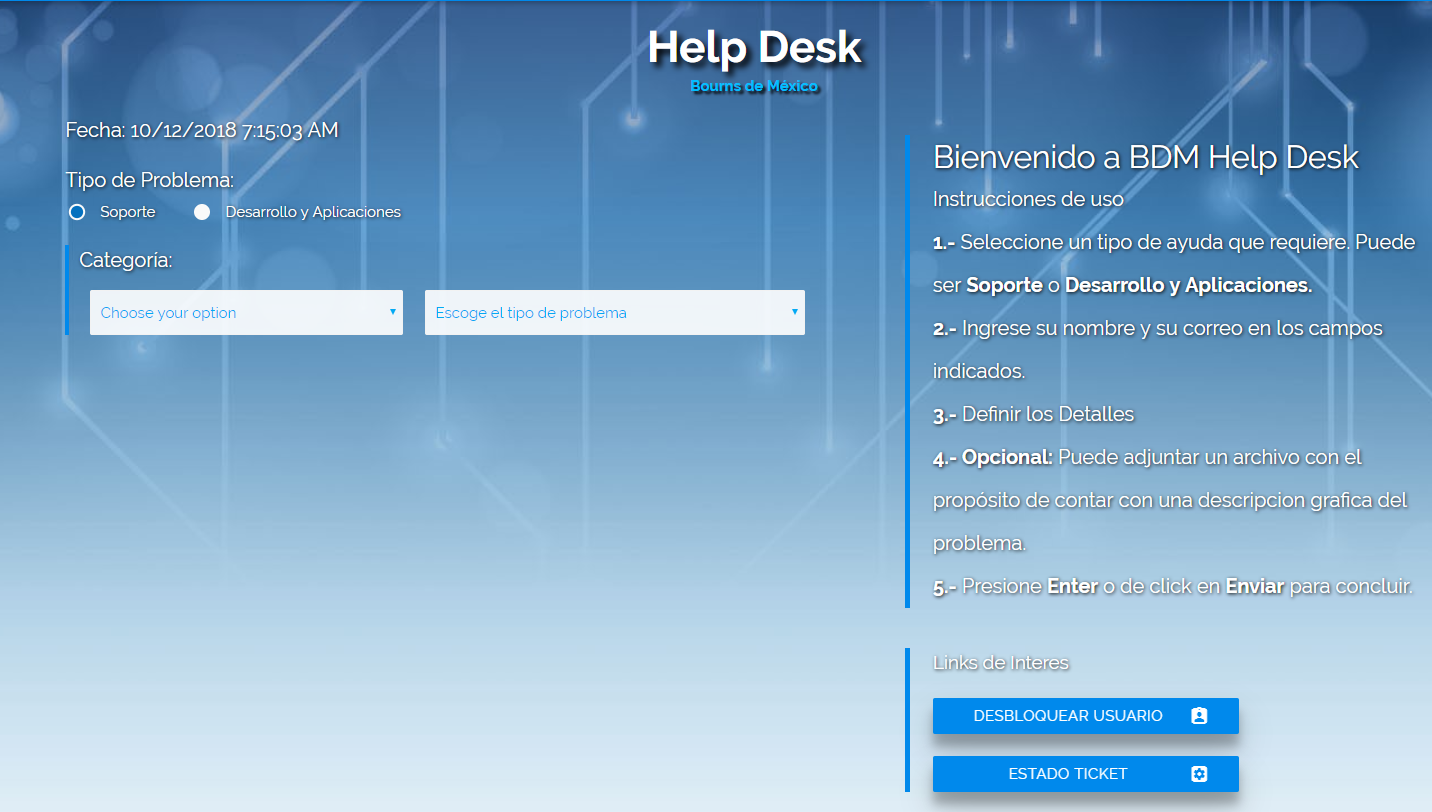 Help Desk
Bourns de México
Fecha: 10/12/2018 7:15:03 AM
Tipo de Problema:
Soporte Desarrollo y Aplicaciones
Categoría:
Choose your option Escoge el tipo de problema
Bienvenido a BDM Help Desk
Instrucciones de uso
1.- Seleccione un tipo de ayuda que requiere. Puede
ser Soporte o Desarrollo y Aplicaciones.
2.- Ingrese su nombre y su correo en los campos
indicados.
3.- Definir los Detalles
4.- Opcional: Puede adjuntar un archivo con el
propósito de contar con una descripcion grafica del
problema.
5.- Presione Enter o de click en Enviar para concluir.
Links de Interes
DESBLOQUEAR USUARIO
ESTADO TICKET